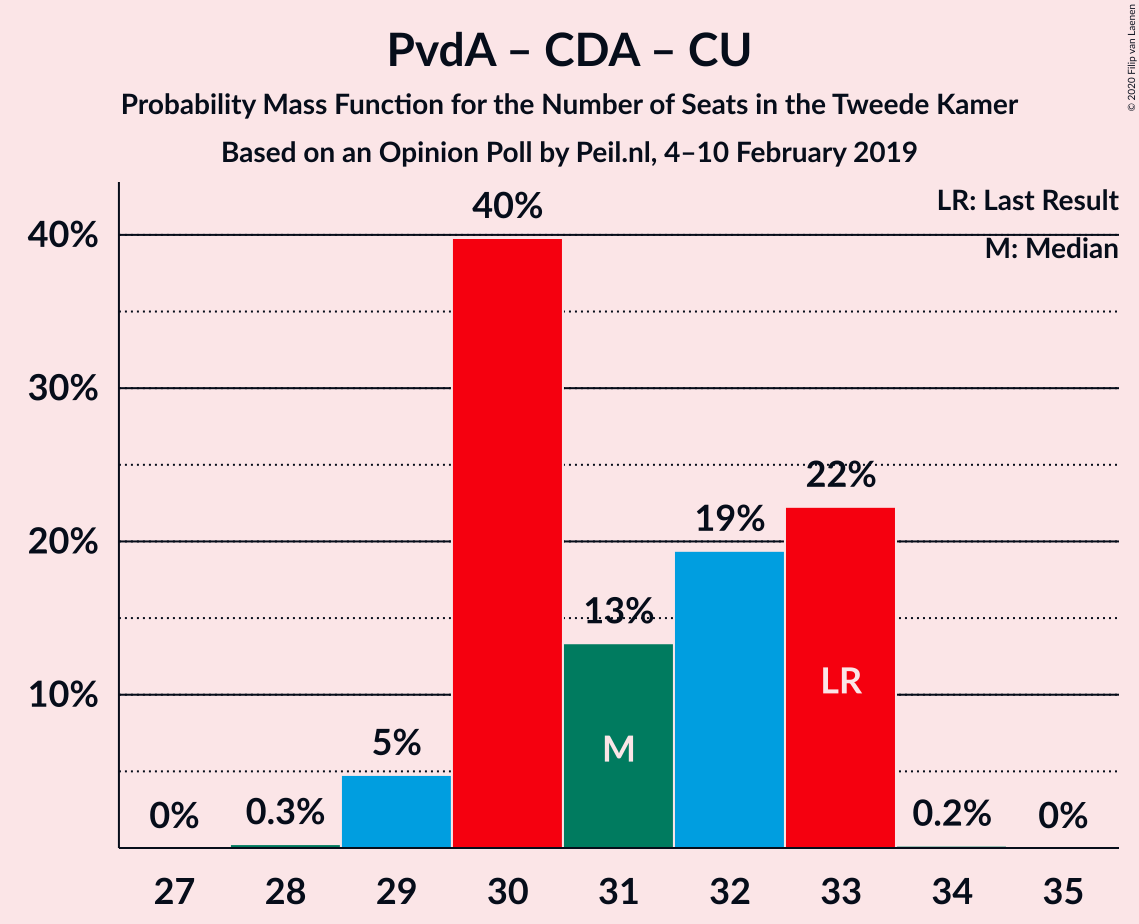 PvdA – CDA – CU
Probability Mass Function for the Number of Seats in the Tweede Kamer
Based on an Opinion Poll by Peil.nl, 4–10 February 2019
© 2020 Filip van Laenen
LR: Last Result
M: Median
40%
30%
20%
10%
0%
0.3%
5%
40%
13%
19%
22%
0.2%
0%
M
LR
27 28 29 30 31 32 33 34 35